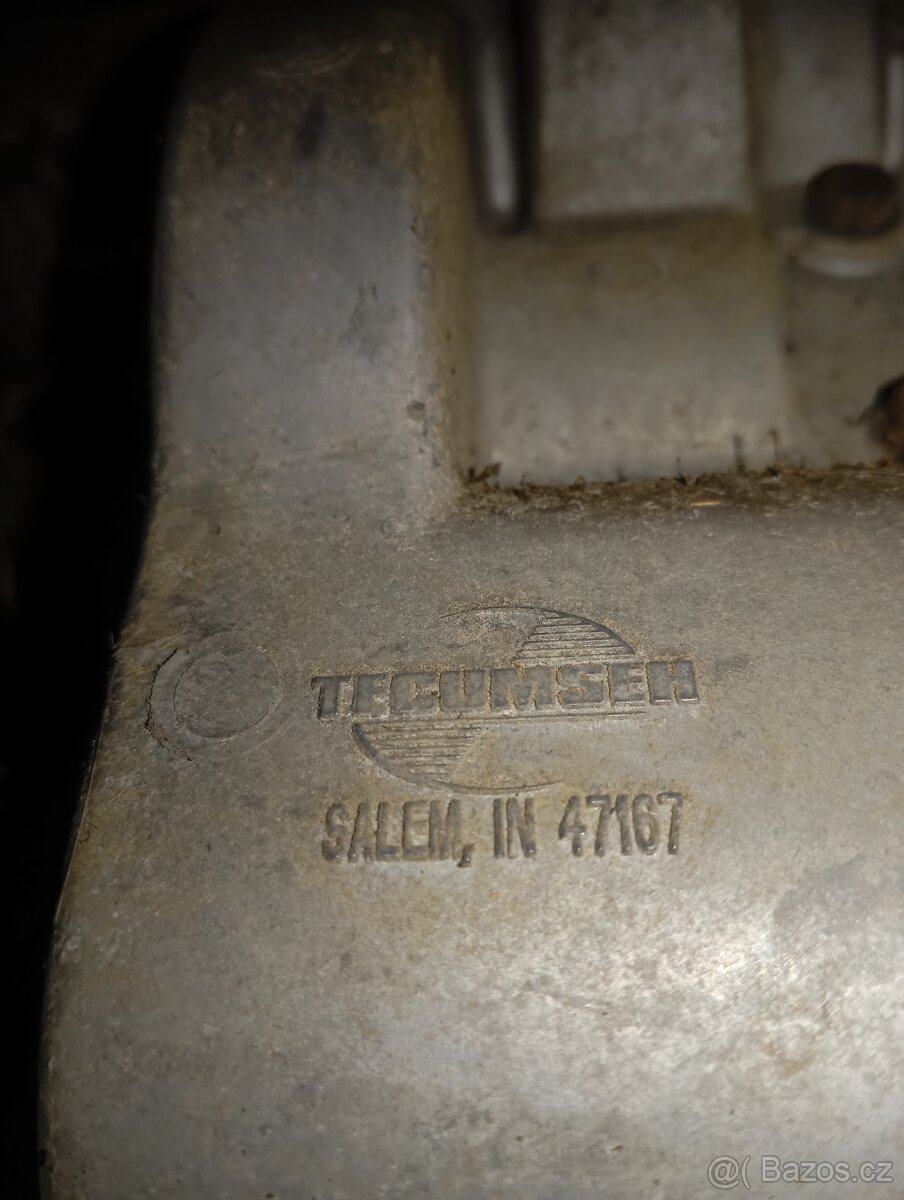 TECUMSEH
SALEM, IN 47167
@( Bazos.cz